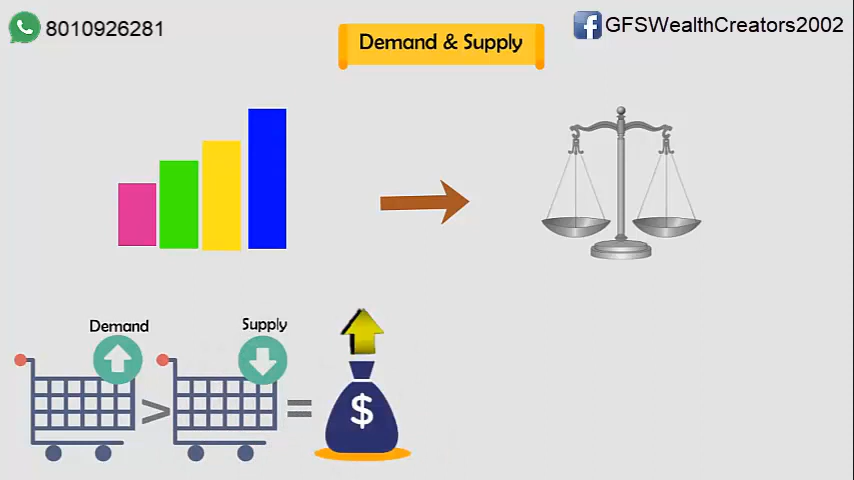 8010926281
Demand & Supply
GFSWealthCreators2002
Demand
Supply
>
=
$